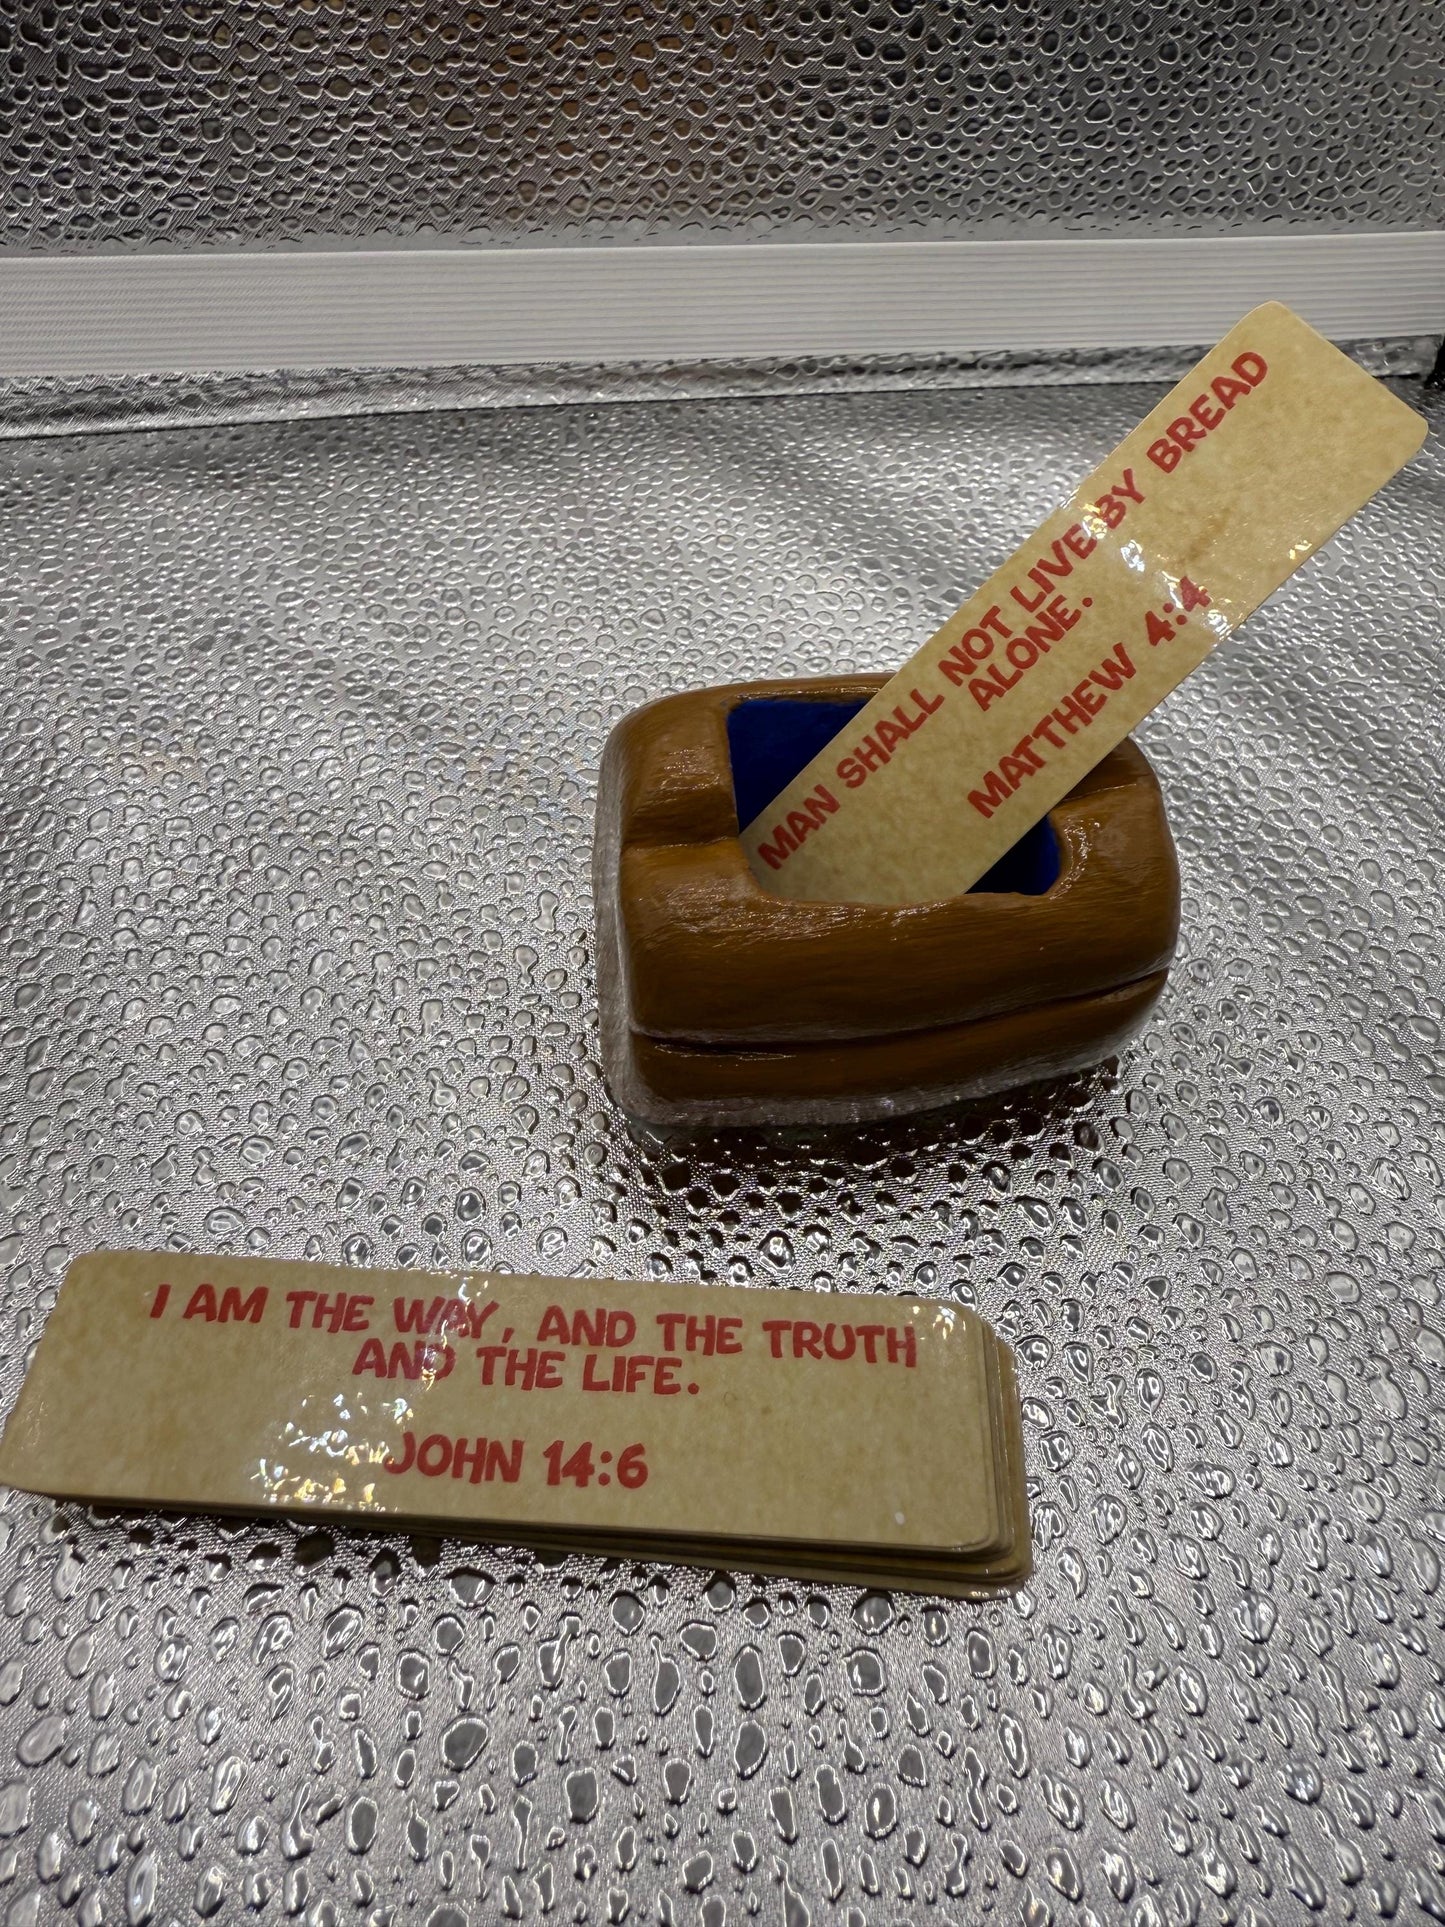 MAN SHALL NOT LIVE BY BREAD
ALONE.
MATTHEW 4:4
I AM THE WAY, AND THE TRUTH
AND THE LIFE.
JOHN 14:6